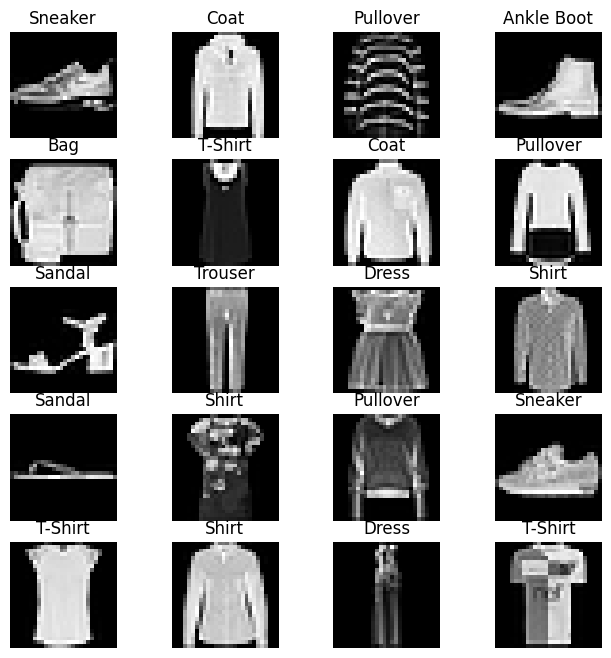 Sneaker Coat Pullover Ankle Boot
Bag T-Shirt Coat Pullover
Sandal Trouser Dress Shirt
Sandal Shirt Pullover Sneaker
T-Shirt Shirt Dress T-Shirt